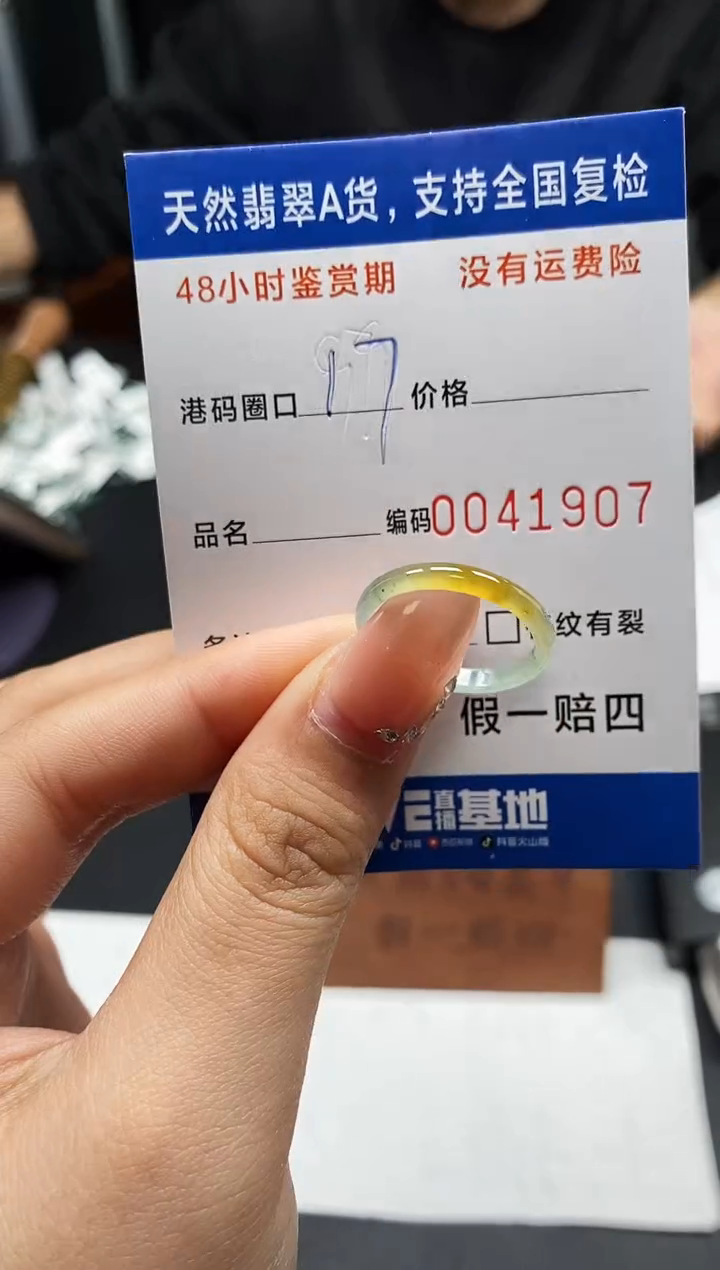 天然翡翠A货，支持全国复检
48小时鉴赏期 没有运费险
港码圈口 17 价格
品名 编码0041907
纹有裂
假一赔四
直播基地